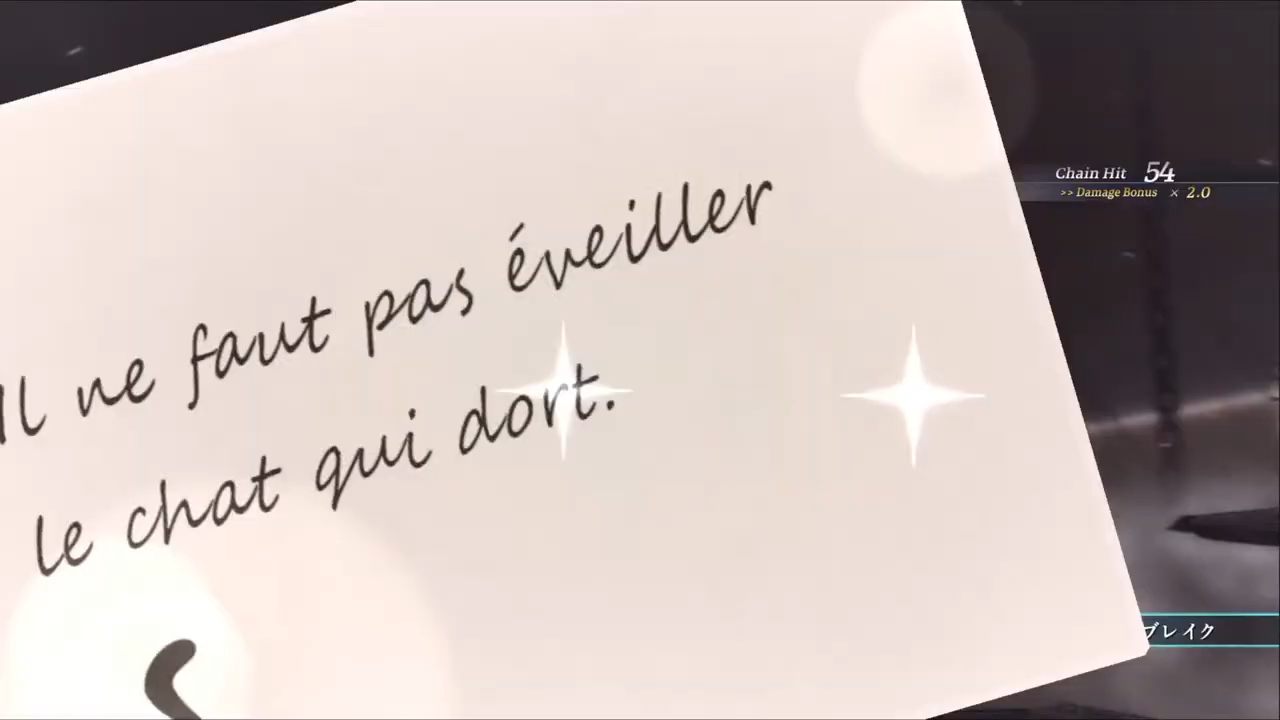 Il ne faut pas éveiller
le chat qui dort.
Chain Hit 54
>> Damage Bonus × 2.0
ブレイク